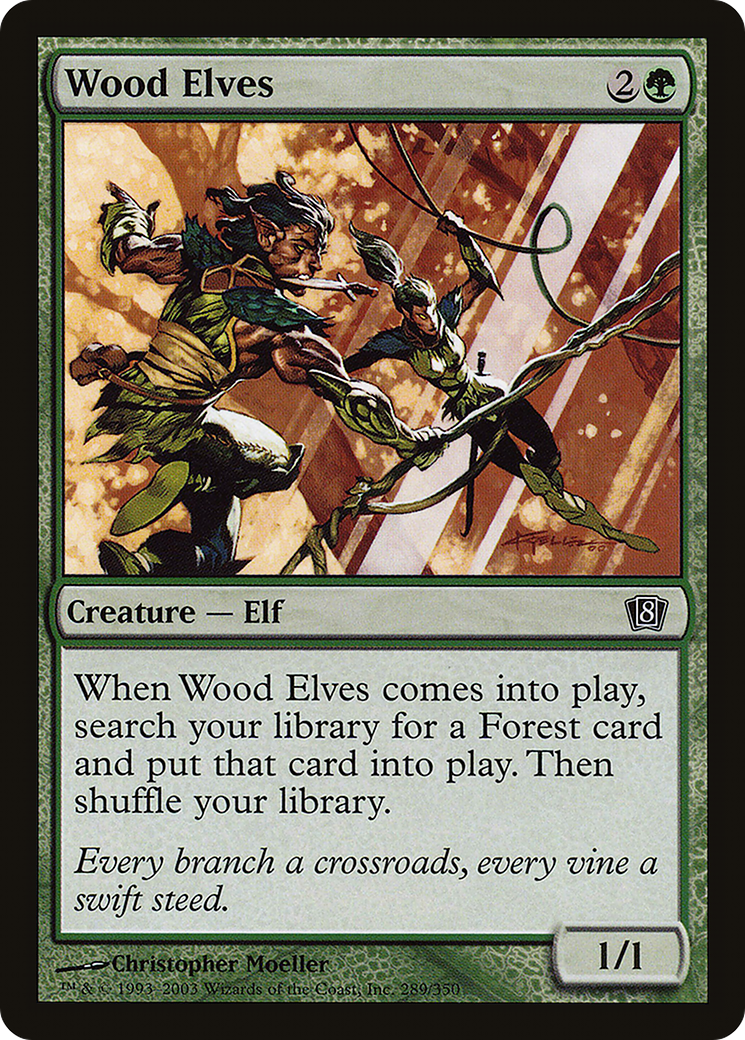 Wood Elves 2
Creature — Elf 8
When Wood Elves comes into play,
search your library for a Forest card
and put that card into play. Then
shuffle your library.
Every branch a crossroads, every vine a
swift steed.
1/1
Christopher Moeller
™ & © 1993–2003 Wizards of the Coast, Inc. 289/350